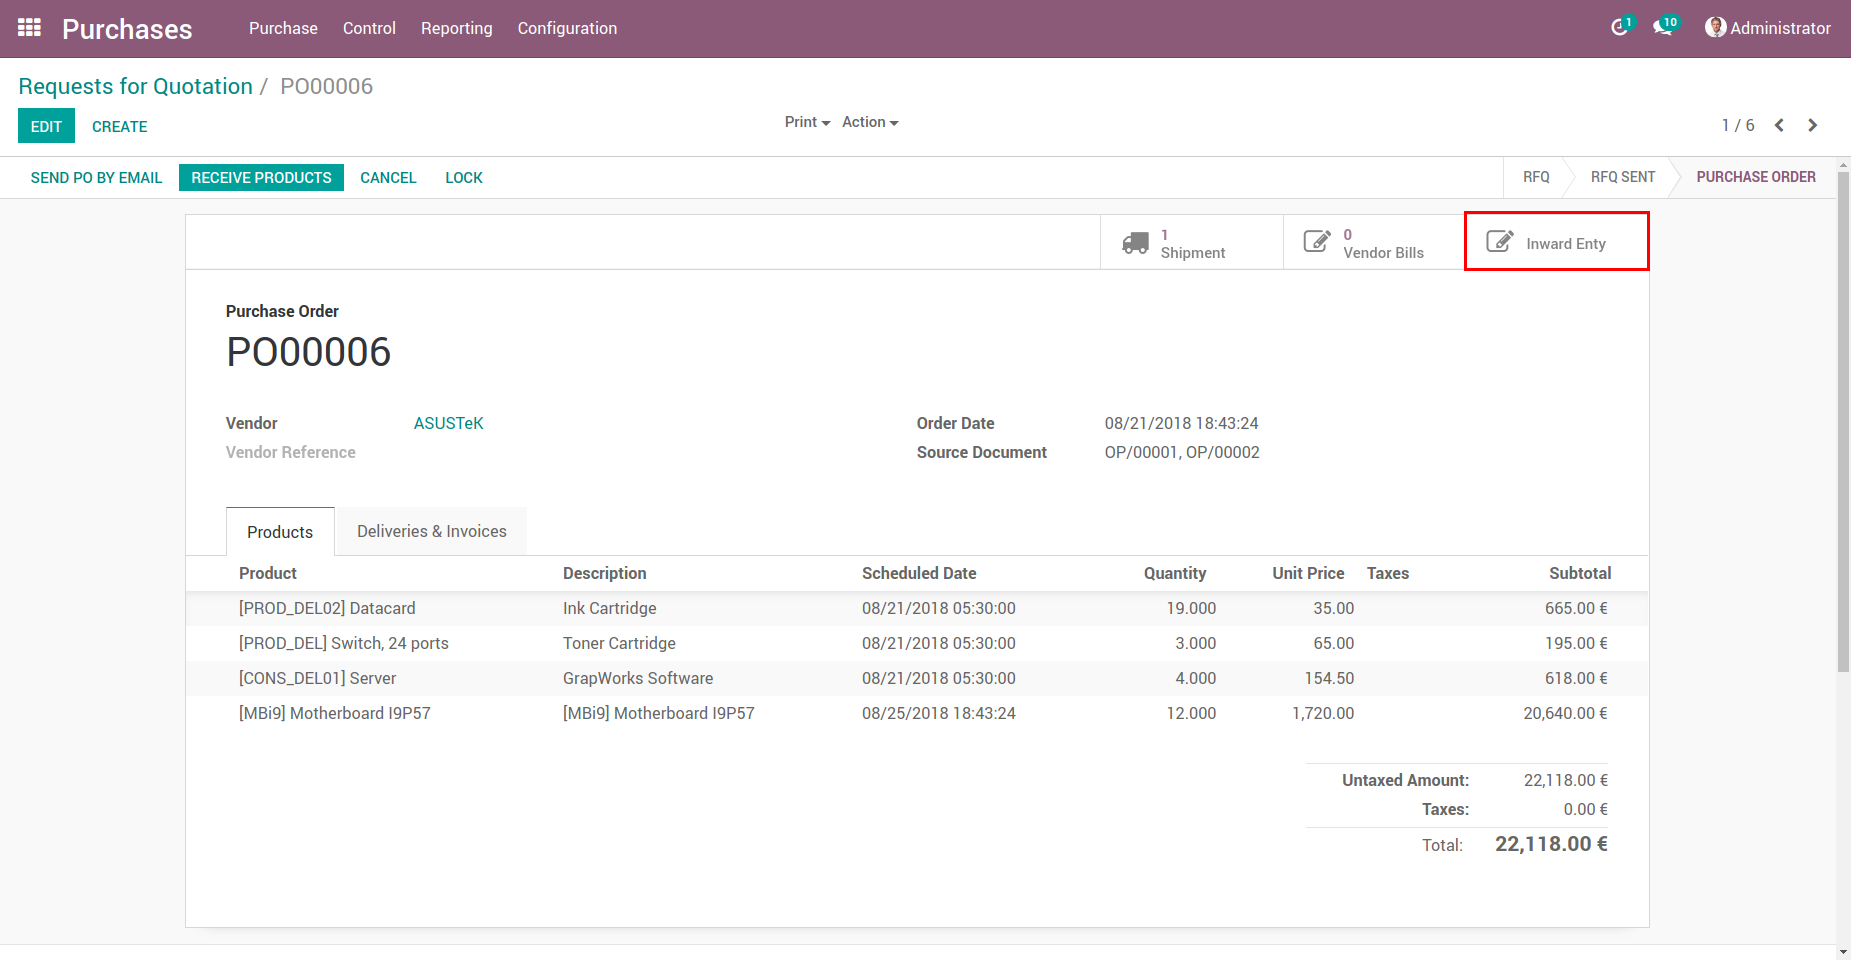 Purchases Purchase Control Reporting Configuration 1 10 Administrator
Requests for Quotation / PO00006
EDIT CREATE Print Action 1 / 6
SEND PO BY EMAIL RECEIVE PRODUCTS CANCEL LOCK RFQ RFQ SENT PURCHASE ORDER
1 Shipment
0 Vendor Bills
Inward Enty
Purchase Order
PO00006
Vendor ASUSTeK Order Date 08/21/2018 18:43:24
Vendor Reference Source Document OP/00001, OP/00002
Products Deliveries & Invoices
Product Description Scheduled Date Quantity Unit Price Taxes Subtotal
[PROD_DEL02] Datacard Ink Cartridge 08/21/2018 05:30:00 19.000 35.00 665.00 €
[PROD_DEL] Switch, 24 ports Toner Cartridge 08/21/2018 05:30:00 3.000 65.00 195.00 €
[CONS_DEL01] Server GrapWorks Software 08/21/2018 05:30:00 4.000 154.50 618.00 €
[MBi9] Motherboard I9P57 [MBi9] Motherboard I9P57 08/25/2018 18:43:24 12.000 1,720.00 20,640.00 €
Untaxed Amount: 22,118.00 €
Taxes: 0.00 €
Total: 22,118.00 €